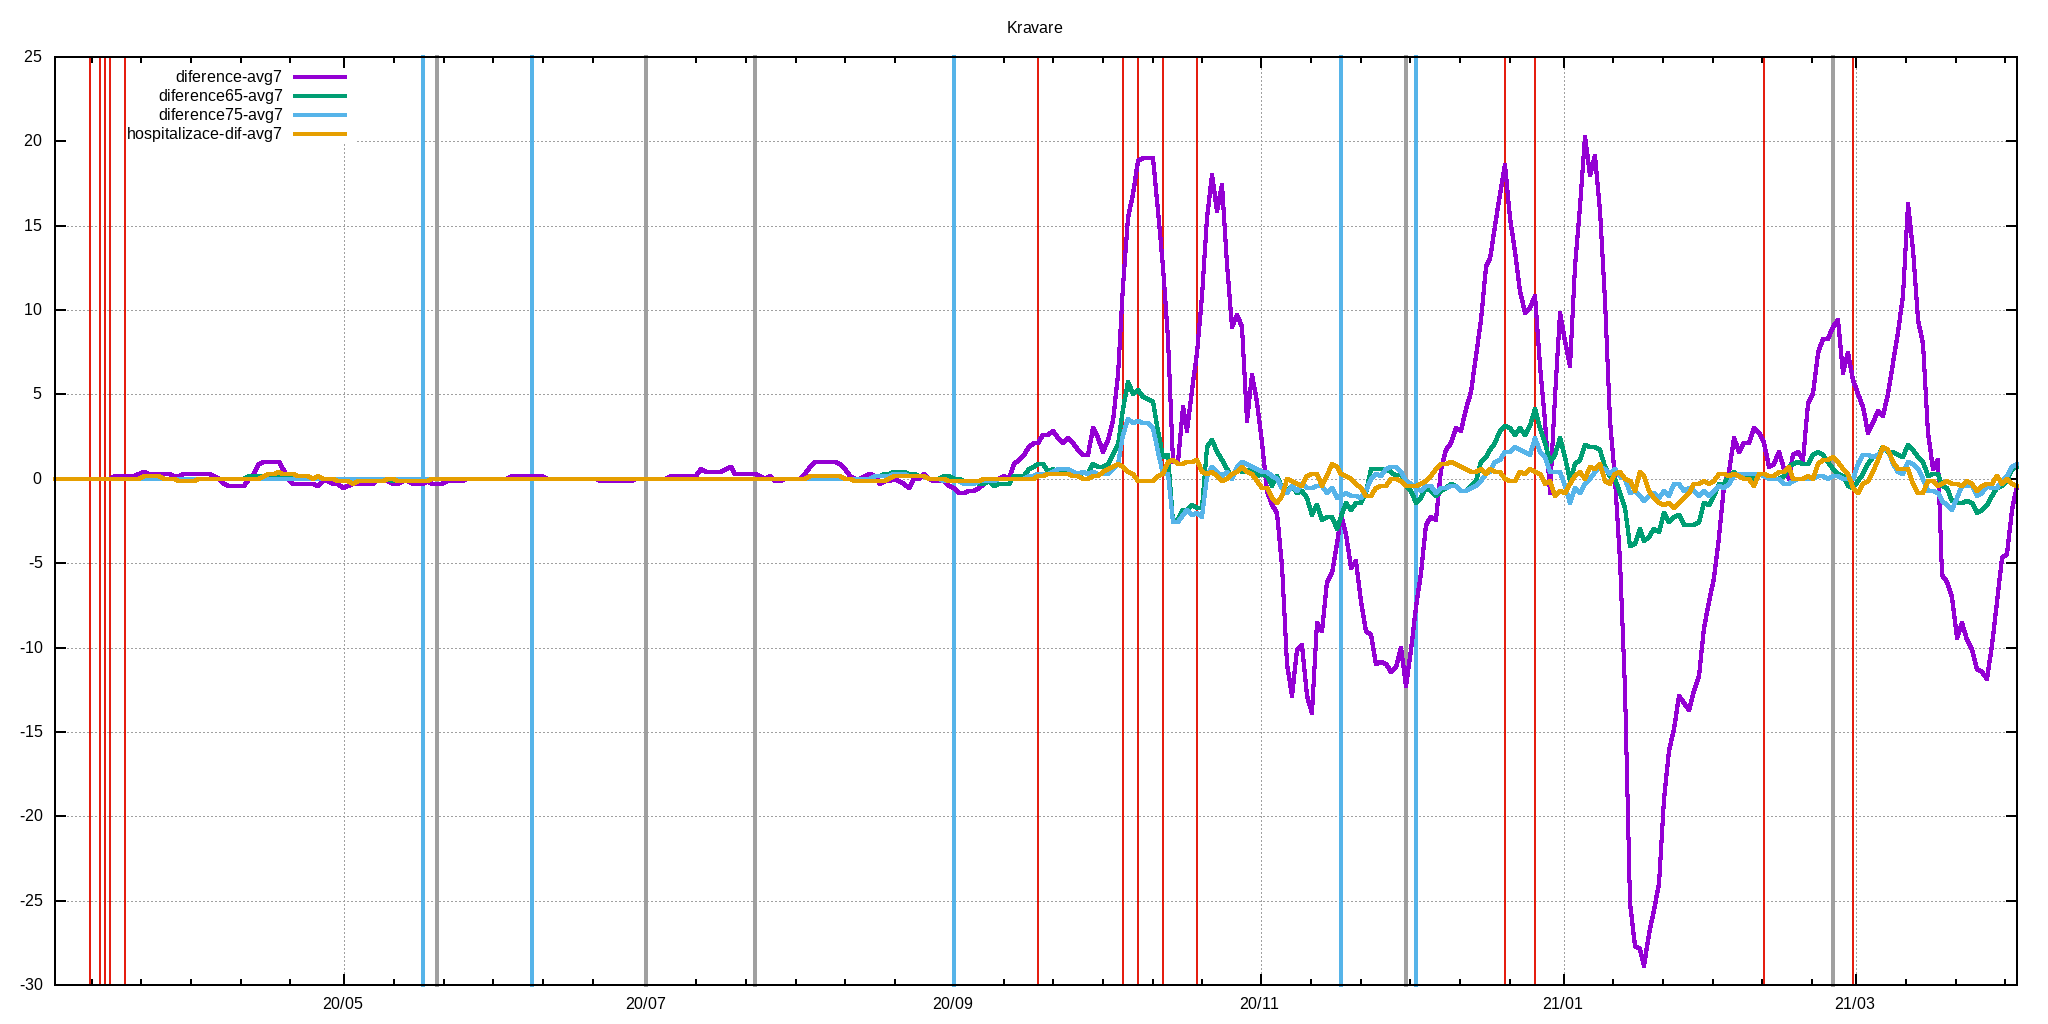 Kravare
diference-avg7
diference65-avg7
diference75-avg7
hospitalizace-dif-avg7
25
20
15
10
5
0
-5
-10
-15
-20
-25
-30
20/05 20/07 20/09 20/11 21/01 21/03